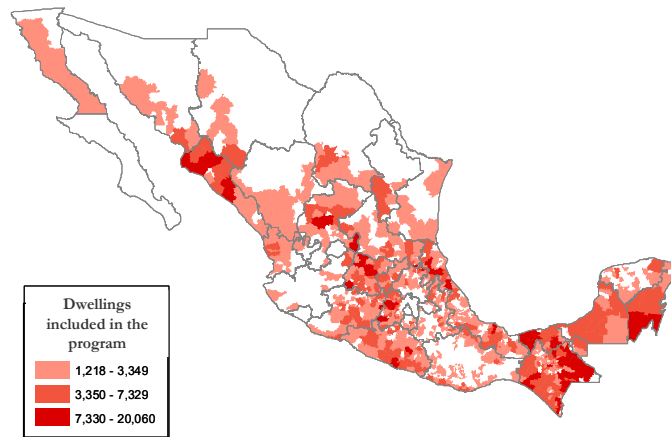 Dwellings
included in the
program
1,218 - 3,349
3,350 - 7,329
7,330 - 20,060